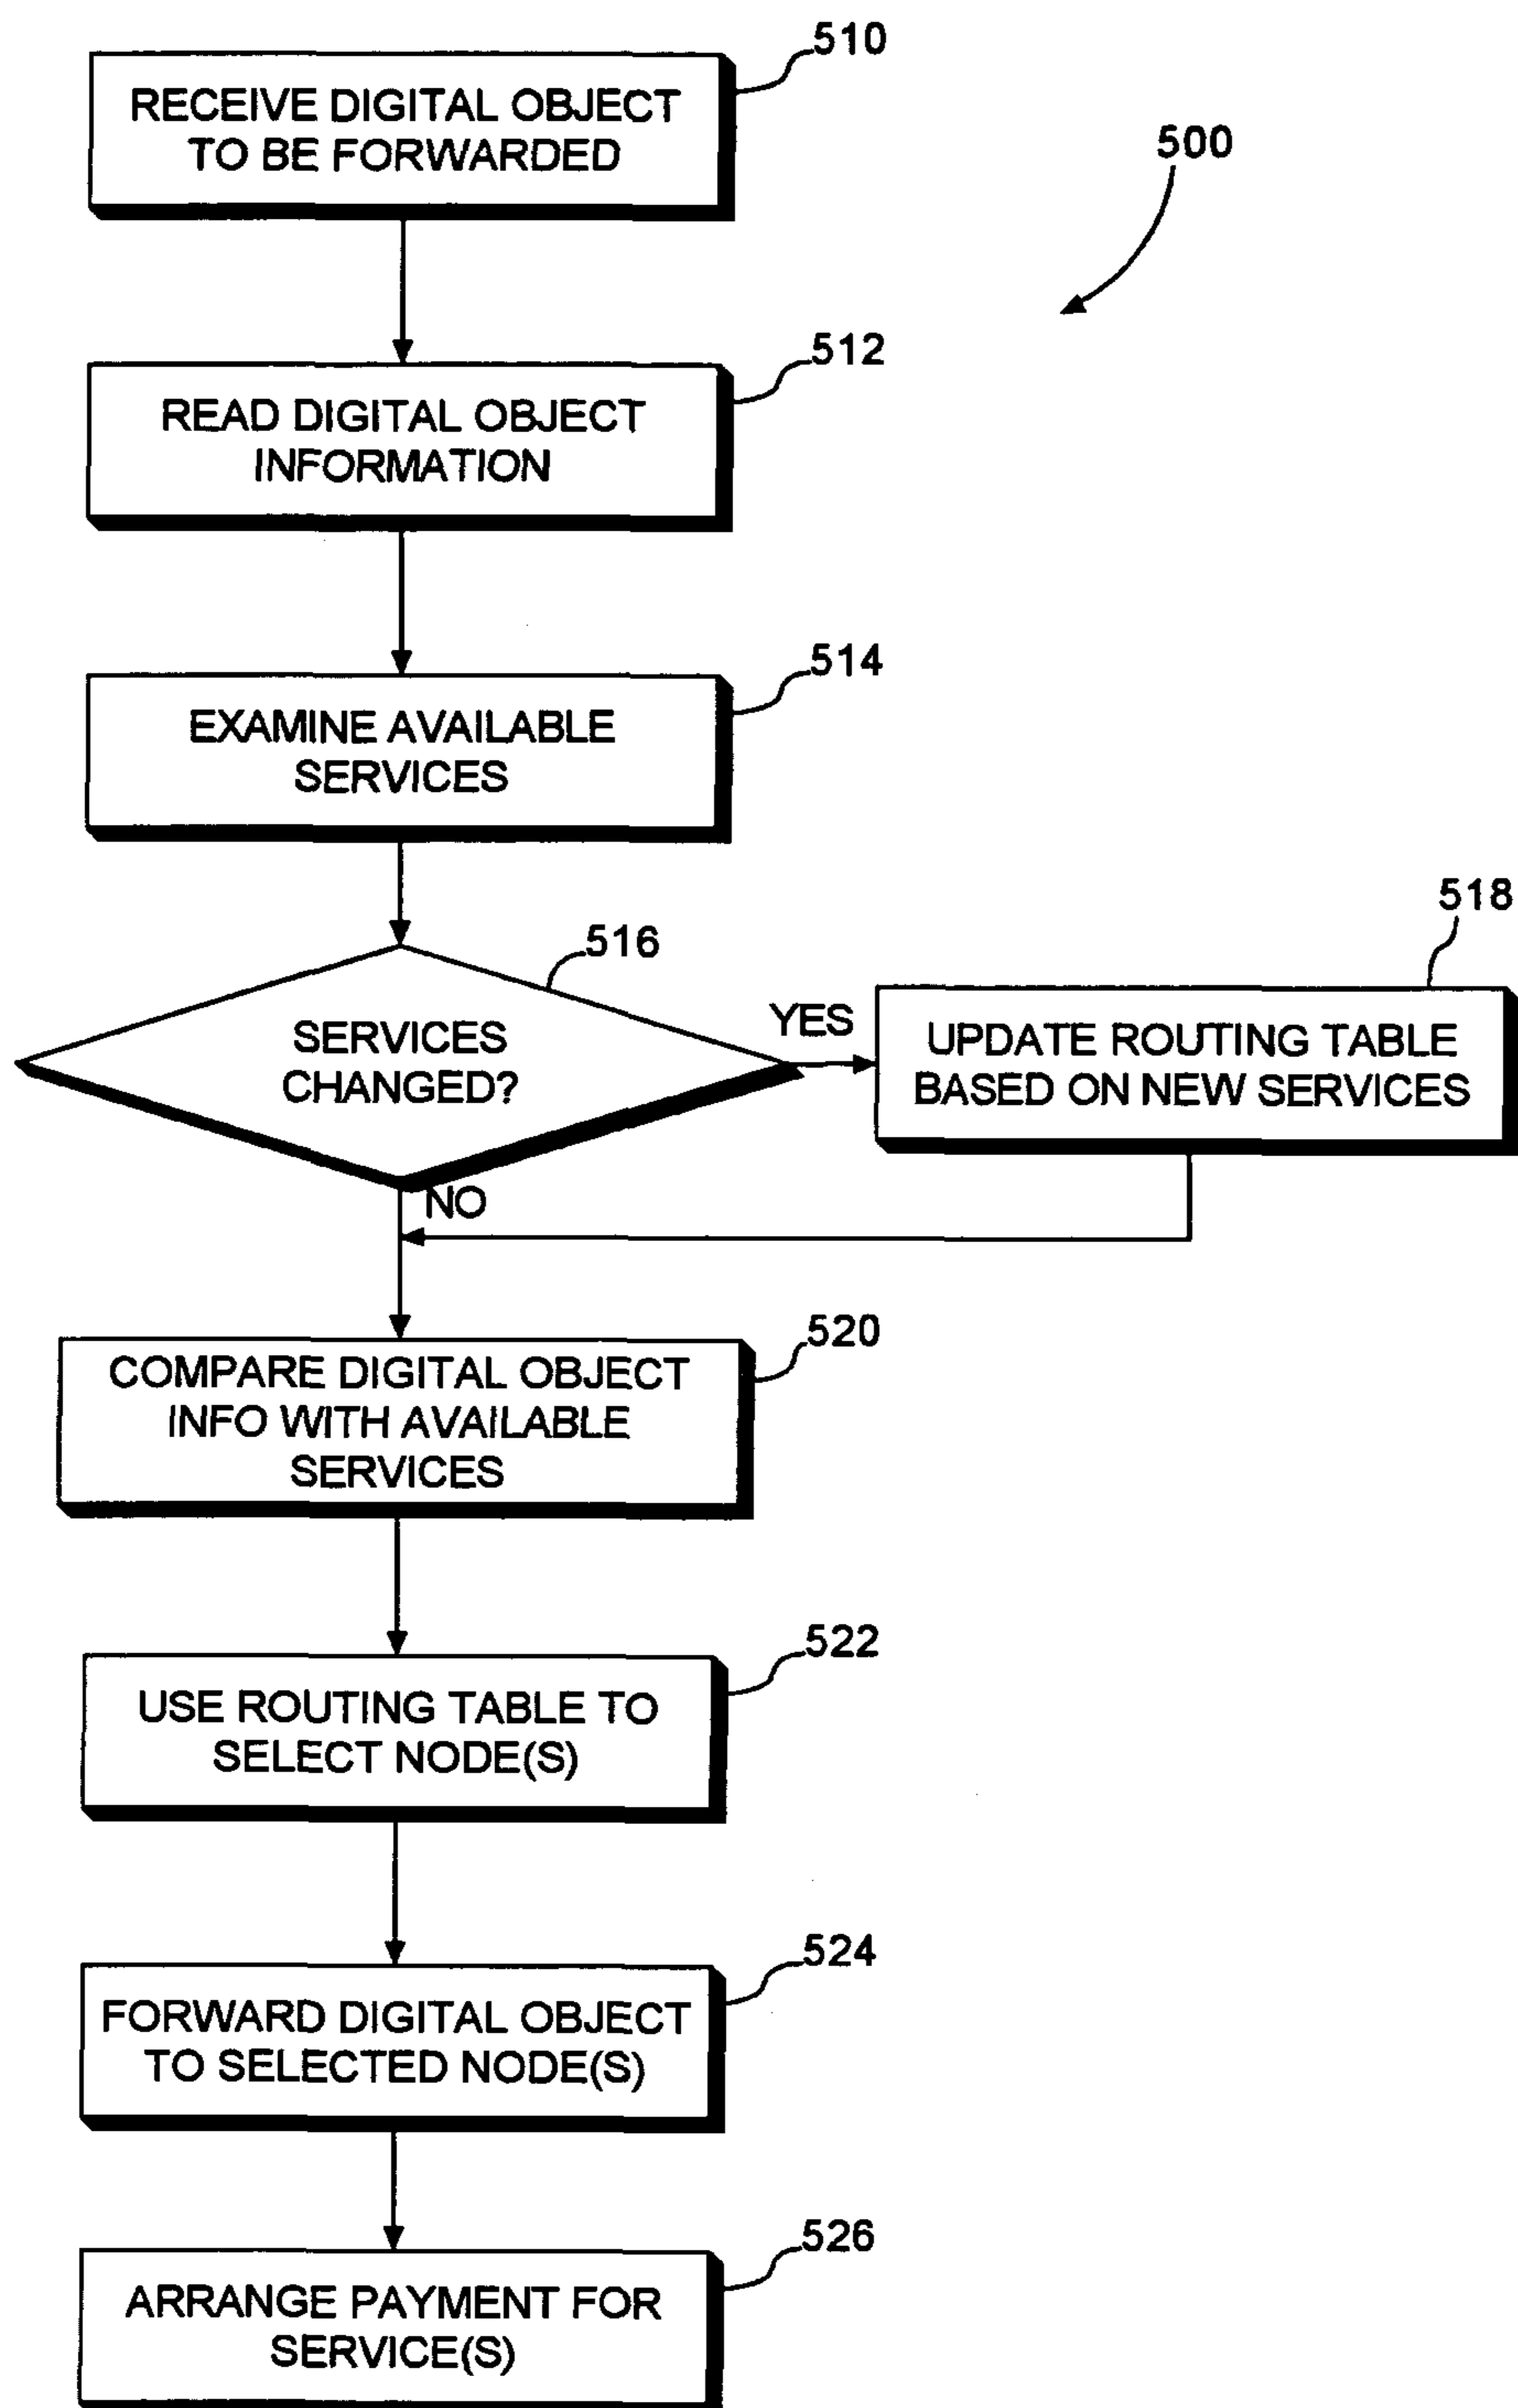 510
RECEIVE DIGITAL OBJECT
TO BE FORWARDED
500
512
READ DIGITAL OBJECT
INFORMATION
514
EXAMINE AVAILABLE
SERVICES
516
518
SERVICES
CHANGED?
YES
UPDATE ROUTING TABLE
BASED ON NEW SERVICES
NO
520
COMPARE DIGITAL OBJECT
INFO WITH AVAILABLE
SERVICES
522
USE ROUTING TABLE TO
SELECT NODE(S)
524
FORWARD DIGITAL OBJECT
TO SELECTED NODE(S)
526
ARRANGE PAYMENT FOR
SERVICE(S)